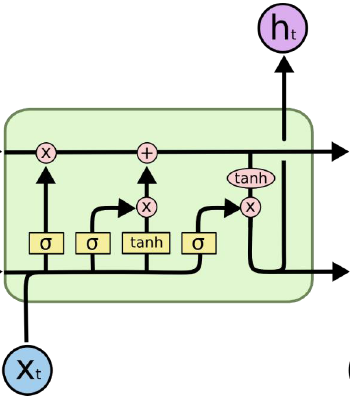 ht
x +
tanh
x x
σ σ tanh σ
Xt